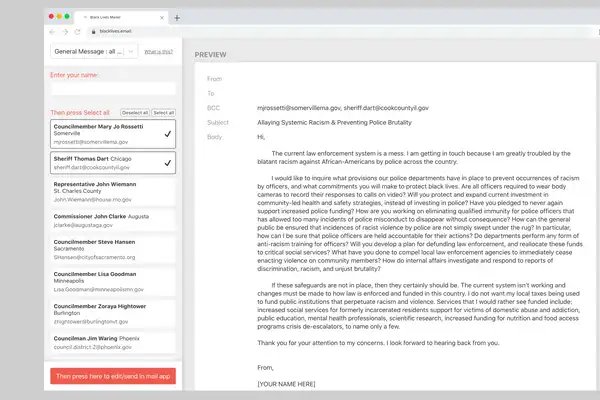 Black Lives Mailer
blacklives.email
General Message : all ...
What is this?
Enter your name:
Then press Select all
Deselect all
Select all
Councilmember Mary Jo Rossetti
Somerville
mjrossetti@somervillema.gov
Sheriff Thomas Dart Chicago
sheriff.dart@cookcountyil.gov
Representative John Wiemann
St. Charles County
John.Wiemann@house.mo.gov
Commissioner John Clarke Augusta
jclarke@augustaga.gov
Councilmember Steve Hansen
Sacramento
SHansen@cityofsacramento.org
Councilmember Lisa Goodman
Minneapolis
Lisa.Goodman@minneapolismn.gov
Councilmember Zoraya Hightower
Burlington
zhightower@burlingtonvt.gov
Councilman Jim Waring Phoenix
council.district.2@phoenix.gov
Then press here to edit/send in mail app
PREVIEW
From
To
BCC mjrossetti@somervillema.gov, sheriff.dart@cookcountyil.gov
Subject Allaying Systemic Racism & Preventing Police Brutality
Body Hi,
The current law enforcement system is a mess. I am getting in touch because I am greatly troubled by the
blatant racism against African-Americans by police across the country.
I would like to inquire what provisions our police departments have in place to prevent occurrences of racism
by officers, and what commitments you will make to protect black lives. Are all officers required to wear body
cameras to record their responses to calls on video? Will you protect and expand current investment in
community-led health and safety strategies, instead of investing in police? Have you pledged to never again
support increased police funding? How are you working on eliminating qualified immunity for police officers that
has allowed too many incidents of police misconduct to disappear without consequence? How can the general
public be ensured that incidences of racist violence by police are not simply swept under the rug? In particular,
how can I be sure that police officers are held accountable for their actions? Do departments perform any form of
anti-racism training for officers? Will you develop a plan for defunding law enforcement, and reallocate these funds
to critical social services? What have you done to compel local law enforcement agencies to immediately cease
enacting violence on community members? How do internal affairs investigate and respond to reports of
discrimination, racism, and unjust brutality?
If these safeguards are not in place, then they certainly should be. The current system isn't working and
changes must be made to how law is enforced and funded in this country. I do not want my local taxes being used
to fund public institutions that perpetuate racism and violence. Services that I would rather see funded include:
increased social services for formerly incarcerated residents support for victims of domestic abuse and addiction,
public education, mental health professionals, scientific research, increased funding for nutrition and food access
programs crisis de-escalators, to name only a few.
Thank you for your attention to my concerns. I look forward to hearing back from you.
From,
[YOUR NAME HERE]